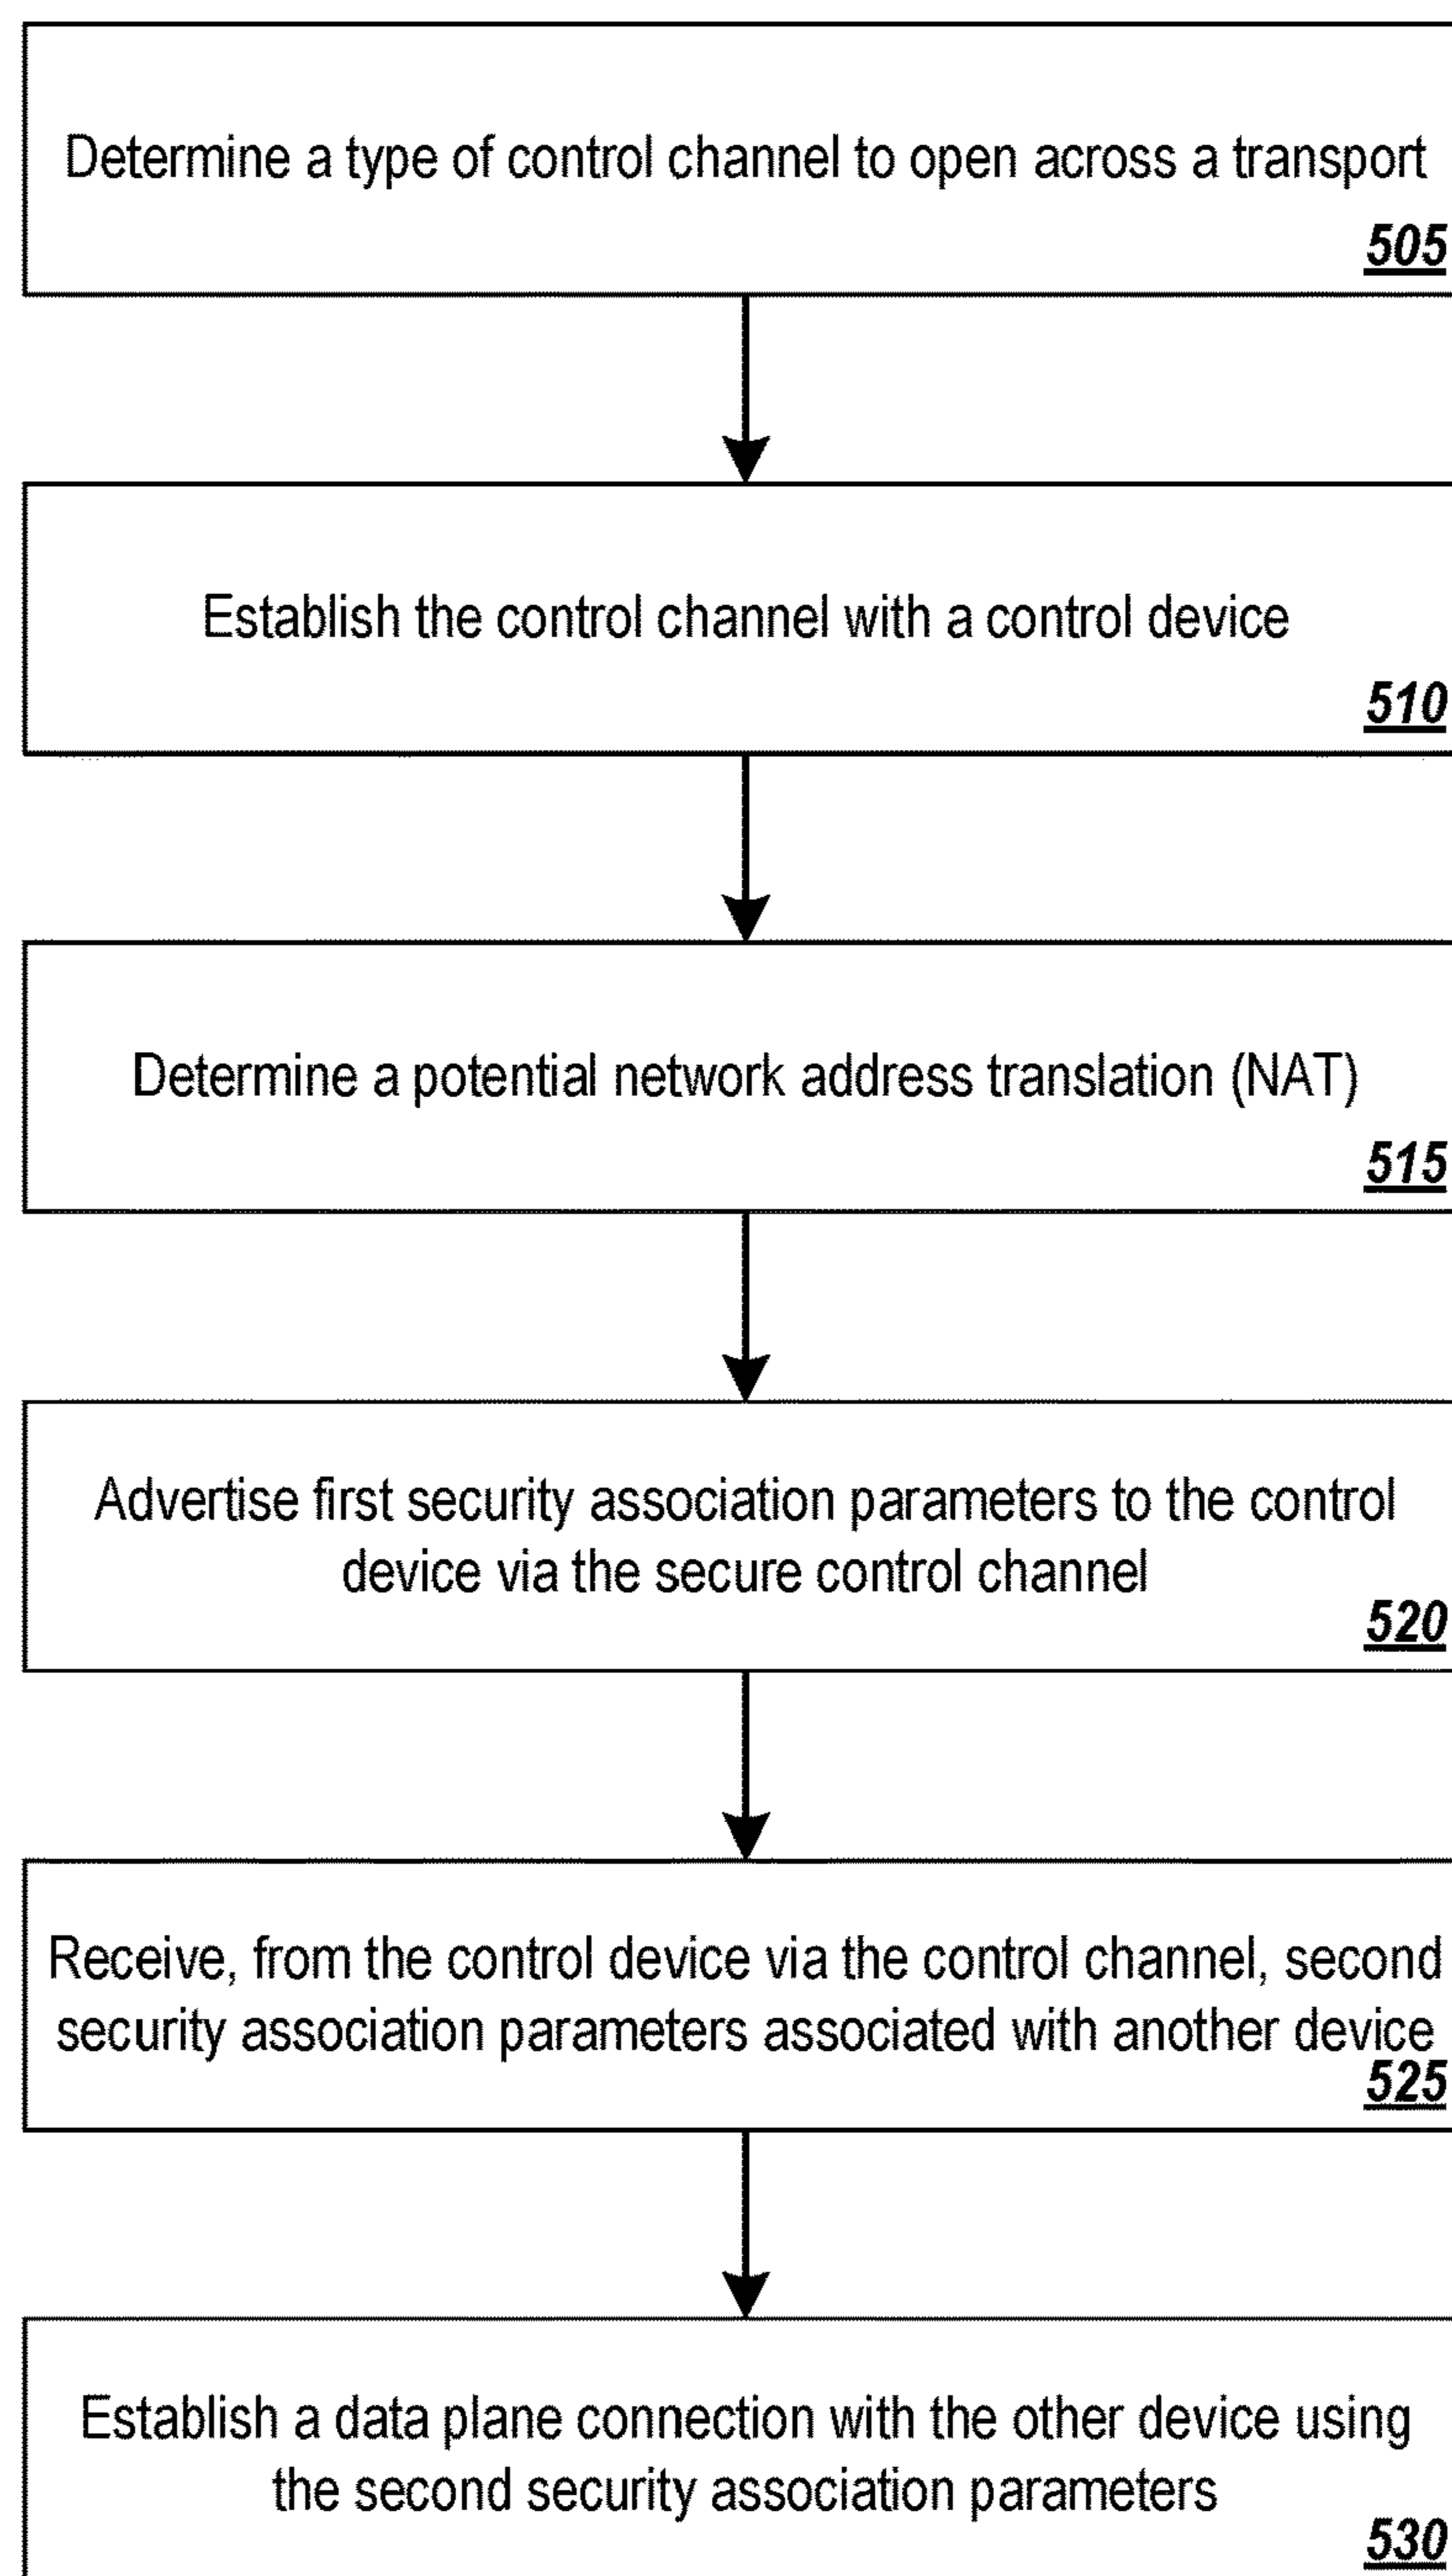 Determine a type of control channel to open across a transport
505
Establish the control channel with a control device
510
Determine a potential network address translation (NAT)
515
Advertise first security association parameters to the control
device via the secure control channel
520
Receive, from the control device via the control channel, second
security association parameters associated with another device
525
Establish a data plane connection with the other device using
the second security association parameters
530